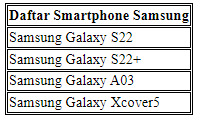 Daftar Smartphone Samsung
Samsung Galaxy S22
Samsung Galaxy S22+
Samsung Galaxy A03
Samsung Galaxy Xcover5